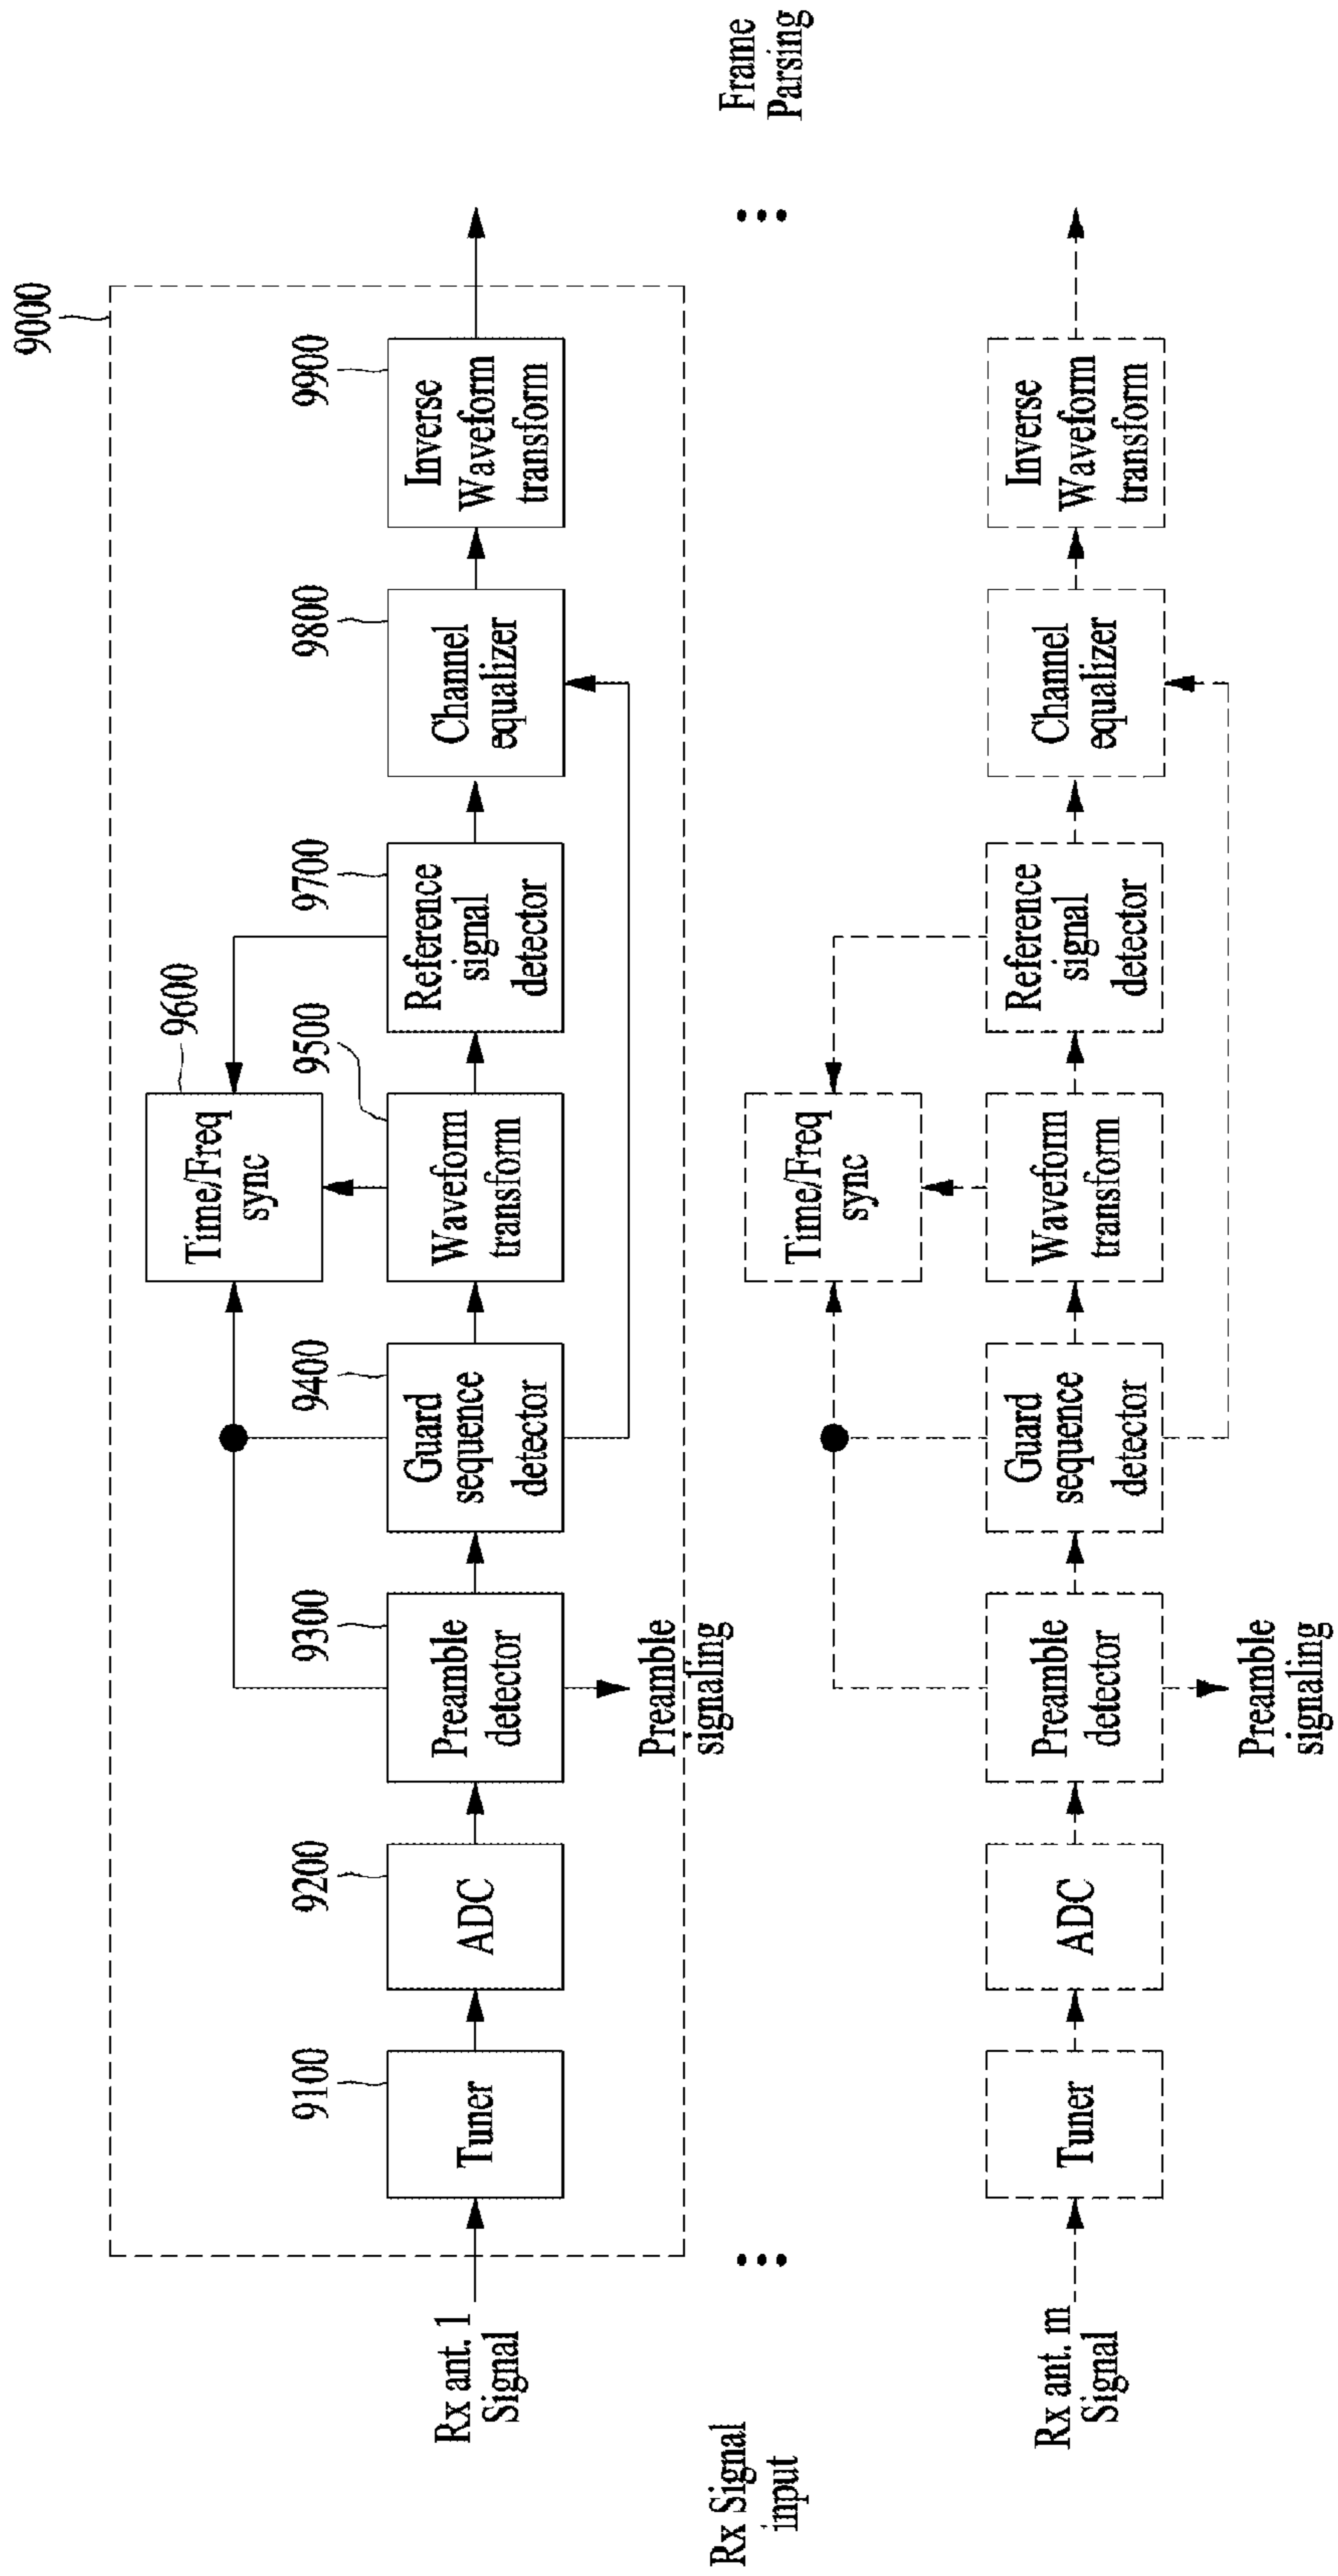 9000
9600
Time/Freq
sync
9100
9200
9300
9400
9500
9700
9800
9900
Rx ant. 1
Signal
Tuner
ADC
Preamble
detector
Guard
sequence
detector
Waveform
transform
Reference
signal
detector
Channel
equalizer
Inverse
Waveform
transform
Preamble
signaling
Rx Signal
input
Frame
Parsing
Time/Freq
sync
Rx ant. m
Signal
Tuner
ADC
Preamble
detector
Guard
sequence
detector
Waveform
transform
Reference
signal
detector
Channel
equalizer
Inverse
Waveform
transform
Preamble
signaling